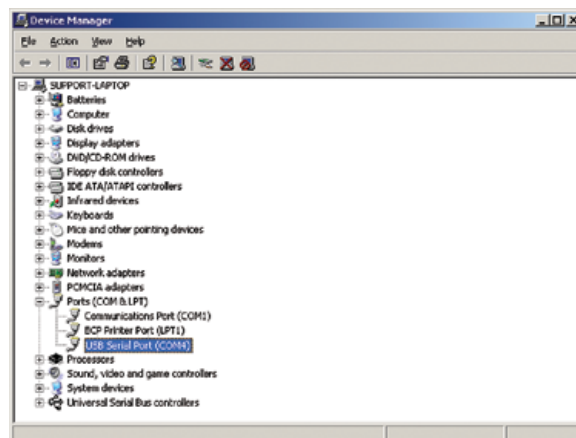 Device Manager
File Action View Help
SUPPORT-LAPTOP
Batteries
Computer
Disk drives
Display adapters
DVD/CD-ROM drives
Floppy disk controllers
IDE ATA/ATAPI controllers
Infrared devices
Keyboards
Mice and other pointing devices
Modems
Monitors
Network adapters
PCMCIA adapters
Ports (COM & LPT)
Communications Port (COM1)
ECP Printer Port (LPT1)
USB Serial Port (COM4)
Processors
Sound, video and game controllers
System devices
Universal Serial Bus controllers